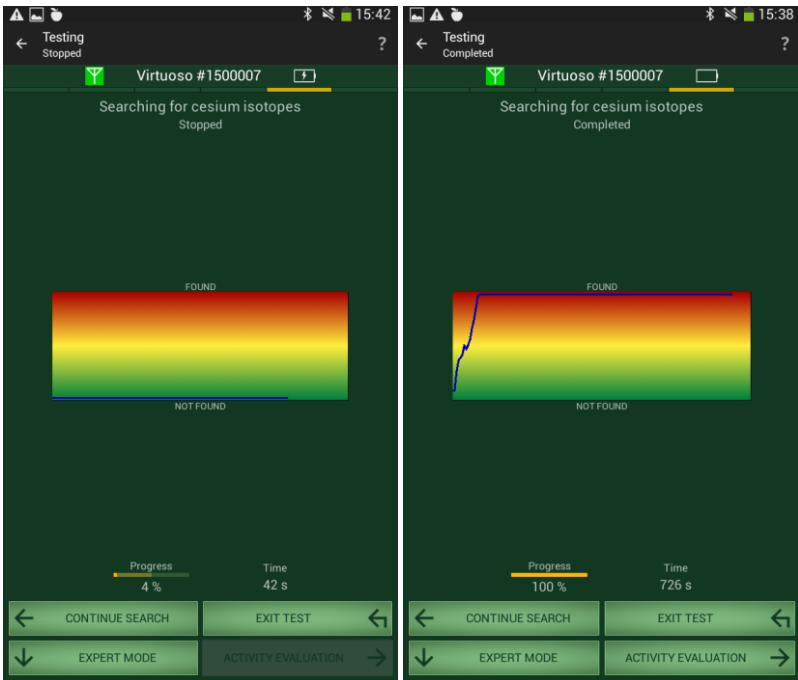 15:42
Testing
Stopped
?
Virtuoso #1500007
Searching for cesium isotopes
Stopped
FOUND
NOT FOUND
Progress
Time
4 %
42 s
CONTINUE SEARCH
EXIT TEST
EXPERT MODE
ACTIVITY EVALUATION
15:38
Testing
Completed
?
Virtuoso #1500007
Searching for cesium isotopes
Completed
FOUND
NOT FOUND
Progress
Time
100 %
726 s
CONTINUE SEARCH
EXIT TEST
EXPERT MODE
ACTIVITY EVALUATION